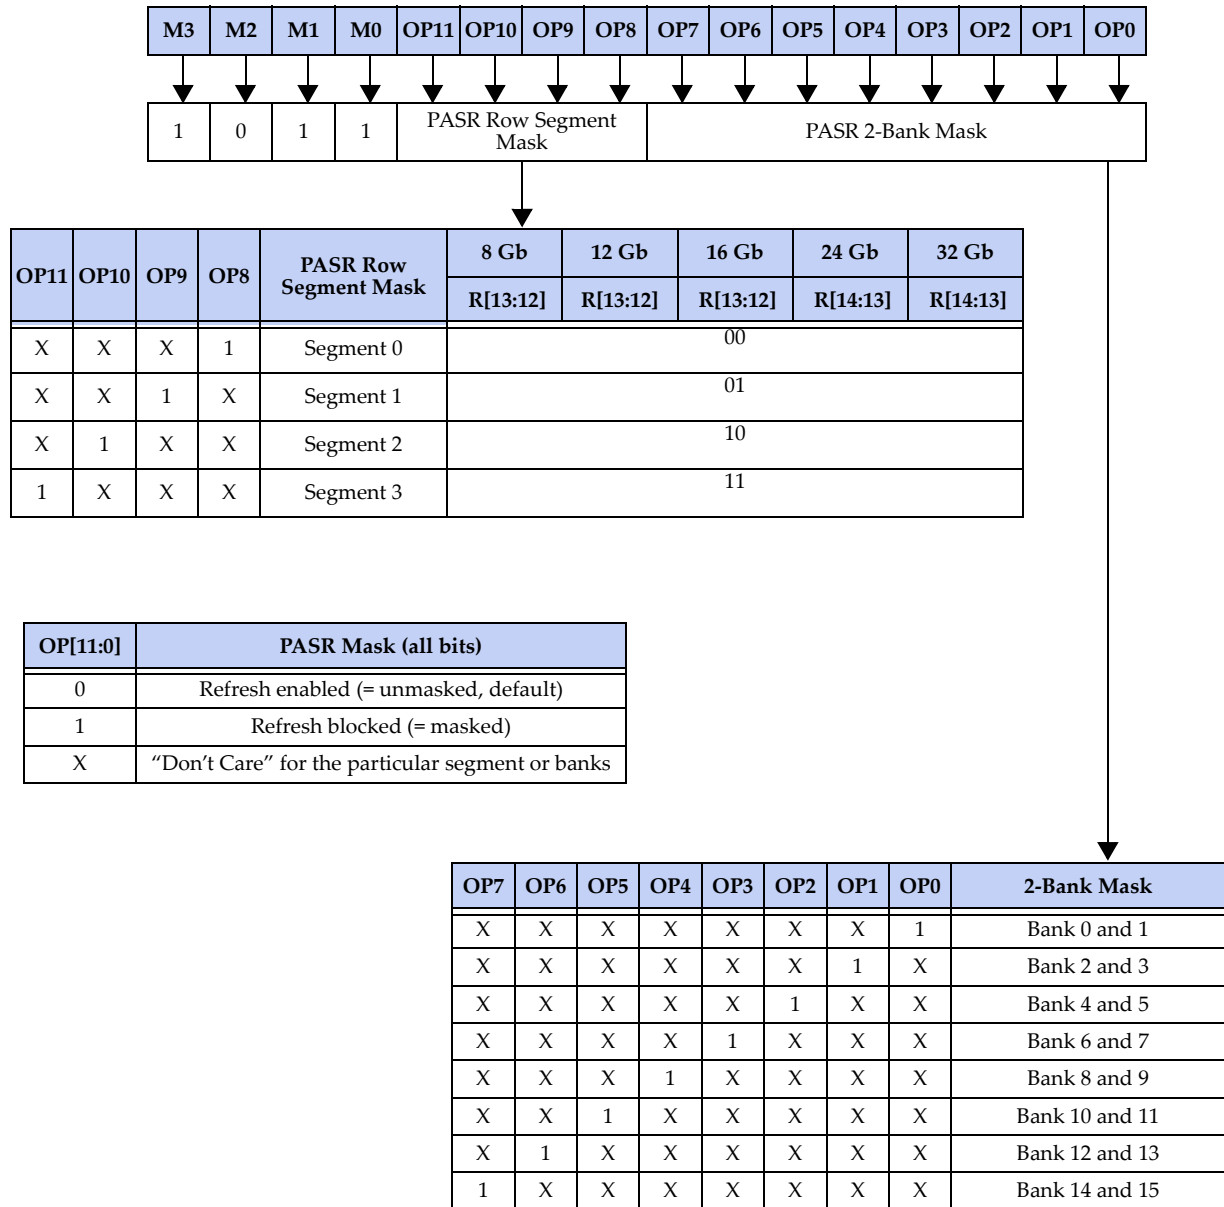 M3 M2 M1 M0 OP11 OP10 OP9 OP8 OP7 OP6 OP5 OP4 OP3 OP2 OP1 OP0
1 0 1 1 PASR Row Segment Mask PASR 2-Bank Mask
OP11 OP10 OP9 OP8 PASR Row Segment Mask 8 Gb 12 Gb 16 Gb 24 Gb 32 Gb
R[13:12] R[13:12] R[13:12] R[14:13] R[14:13]
X X X 1 Segment 0 00
X X 1 X Segment 1 01
X 1 X X Segment 2 10
1 X X X Segment 3 11
OP[11:0] PASR Mask (all bits)
0 Refresh enabled (= unmasked, default)
1 Refresh blocked (= masked)
X “Don’t Care” for the particular segment or banks
OP7 OP6 OP5 OP4 OP3 OP2 OP1 OP0 2-Bank Mask
X X X X X X X 1 Bank 0 and 1
X X X X X X 1 X Bank 2 and 3
X X X X X 1 X X Bank 4 and 5
X X X X 1 X X X Bank 6 and 7
X X X 1 X X X X Bank 8 and 9
X X 1 X X X X X Bank 10 and 11
X 1 X X X X X X Bank 12 and 13
1 X X X X X X X Bank 14 and 15